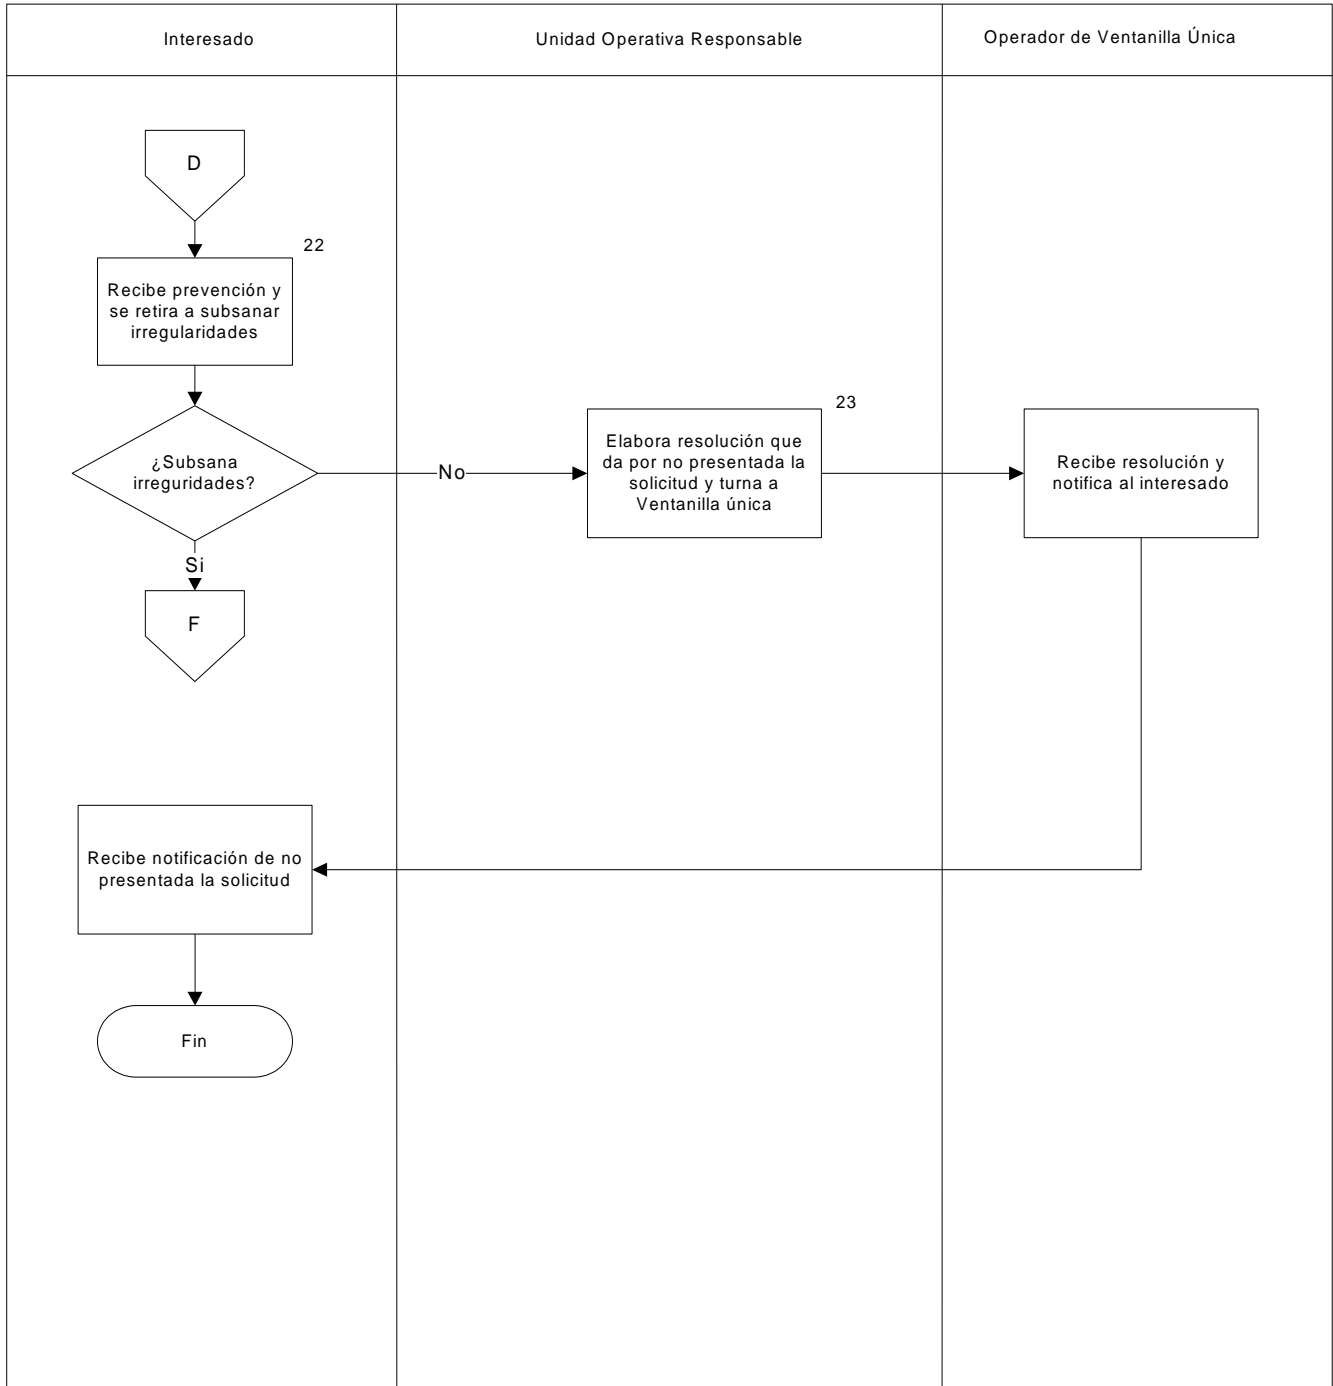 Interesado
Unidad Operativa Responsable
Operador de Ventanilla Única
D
22
Recibe prevención y
se retira a subsanar
irregularidades
¿Subsana
irreguridades?
No
23
Elabora resolución que
da por no presentada la
solicitud y turna a
Ventanilla única
Recibe resolución y
notifica al interesado
Si
F
Recibe notificación de no
presentada la solicitud
Fin